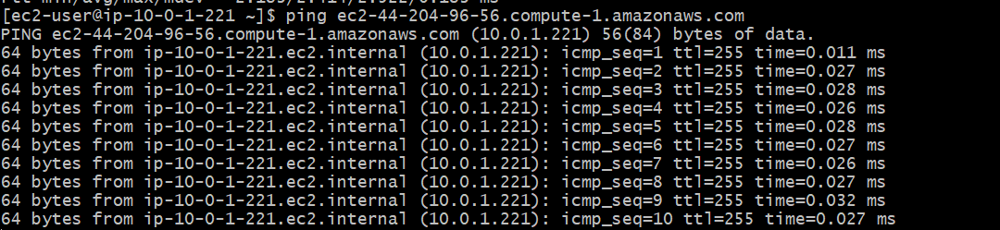 [ec2-user@ip-10-0-1-221 ~]$ ping ec2-44-204-96-56.compute-1.amazonaws.com
PING ec2-44-204-96-56.compute-1.amazonaws.com (10.0.1.221) 56(84) bytes of data.
64 bytes from ip-10-0-1-221.ec2.internal (10.0.1.221): icmp_seq=1 ttl=255 time=0.011 ms
64 bytes from ip-10-0-1-221.ec2.internal (10.0.1.221): icmp_seq=2 ttl=255 time=0.027 ms
64 bytes from ip-10-0-1-221.ec2.internal (10.0.1.221): icmp_seq=3 ttl=255 time=0.028 ms
64 bytes from ip-10-0-1-221.ec2.internal (10.0.1.221): icmp_seq=4 ttl=255 time=0.026 ms
64 bytes from ip-10-0-1-221.ec2.internal (10.0.1.221): icmp_seq=5 ttl=255 time=0.028 ms
64 bytes from ip-10-0-1-221.ec2.internal (10.0.1.221): icmp_seq=6 ttl=255 time=0.027 ms
64 bytes from ip-10-0-1-221.ec2.internal (10.0.1.221): icmp_seq=7 ttl=255 time=0.026 ms
64 bytes from ip-10-0-1-221.ec2.internal (10.0.1.221): icmp_seq=8 ttl=255 time=0.027 ms
64 bytes from ip-10-0-1-221.ec2.internal (10.0.1.221): icmp_seq=9 ttl=255 time=0.032 ms
64 bytes from ip-10-0-1-221.ec2.internal (10.0.1.221): icmp_seq=10 ttl=255 time=0.027 ms